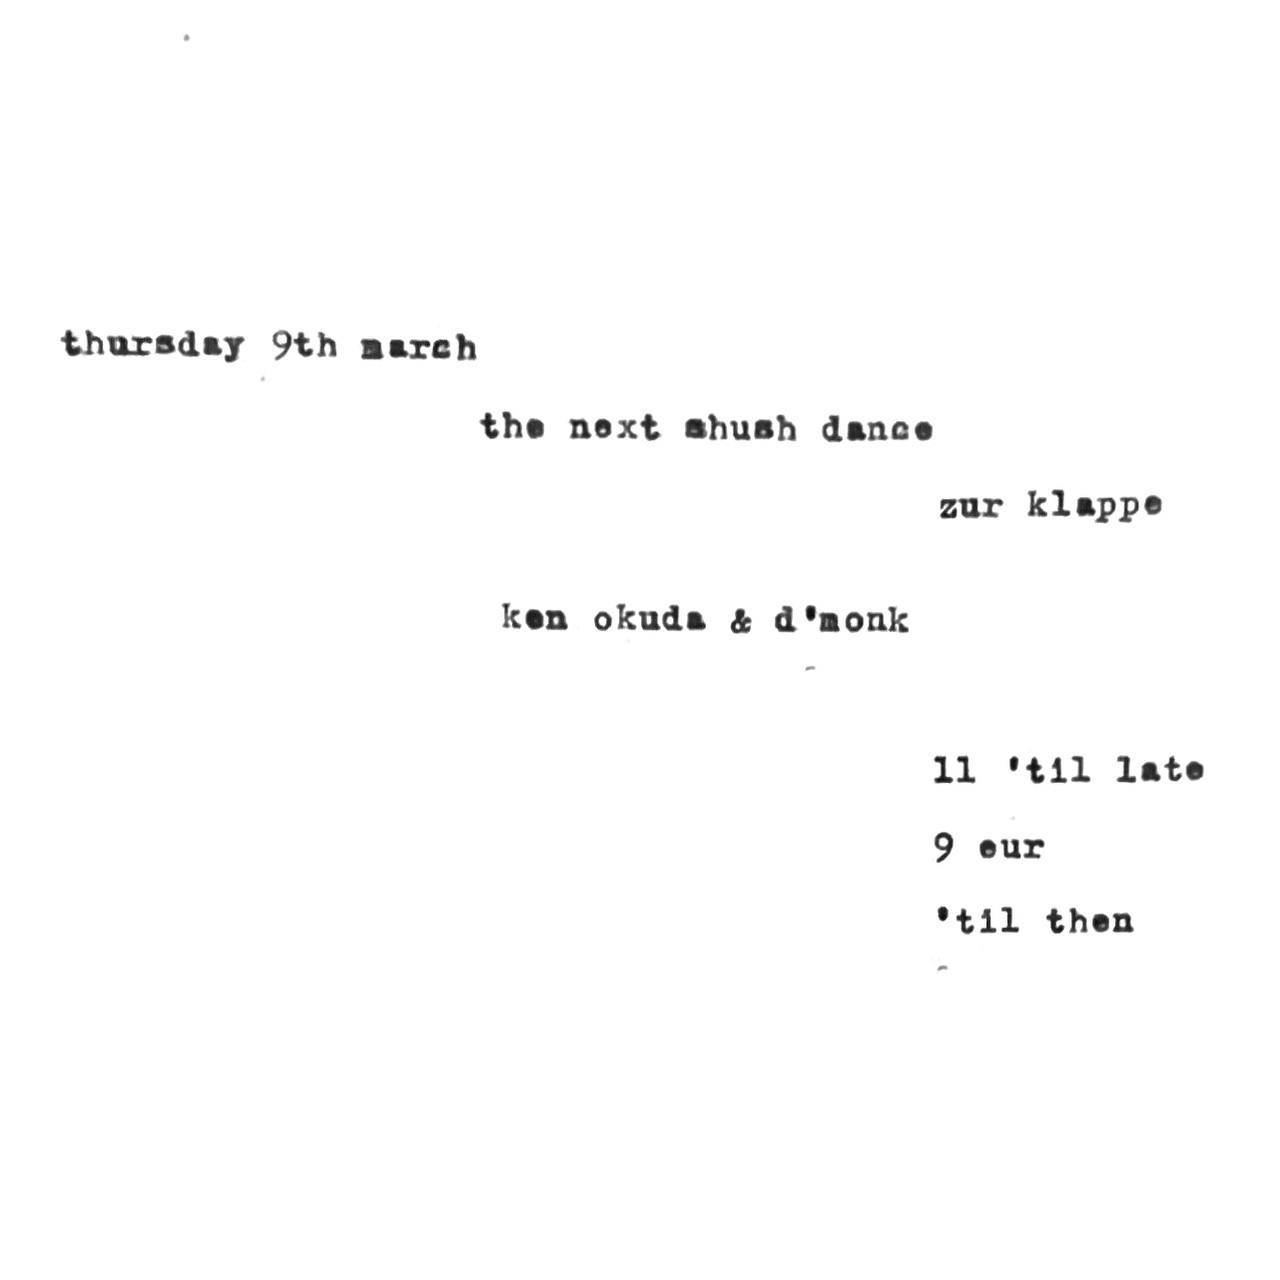 thursday 9th march
the next shush dance
zur klappe
ken okuda & d'monk
11 'til late
9 eur
'til then